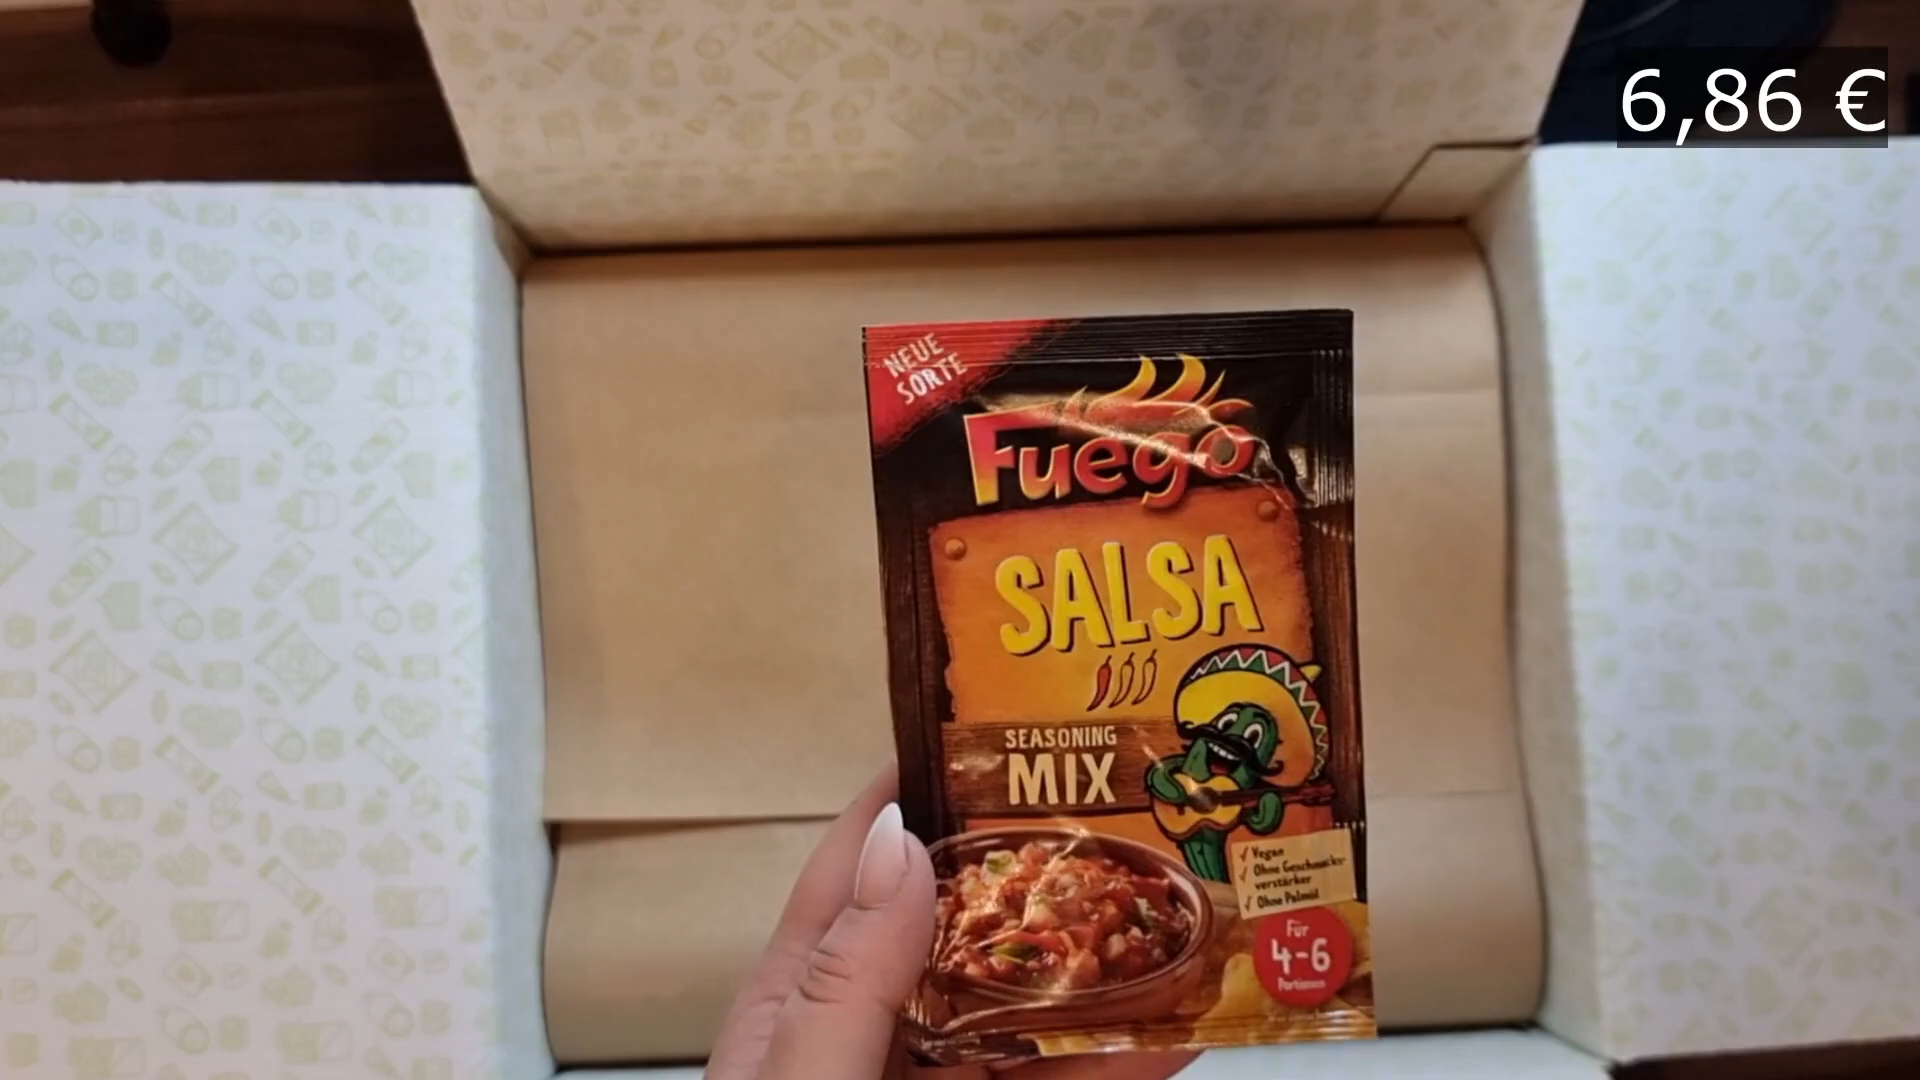 6,86 €
NEUE
SORTE
Fuego
SALSA
SEASONING
MIX
✓ Vegan
✓ Ohne Geschmacks-
verstärker
✓ Ohne Palmöl
Für
4-6
Portionen